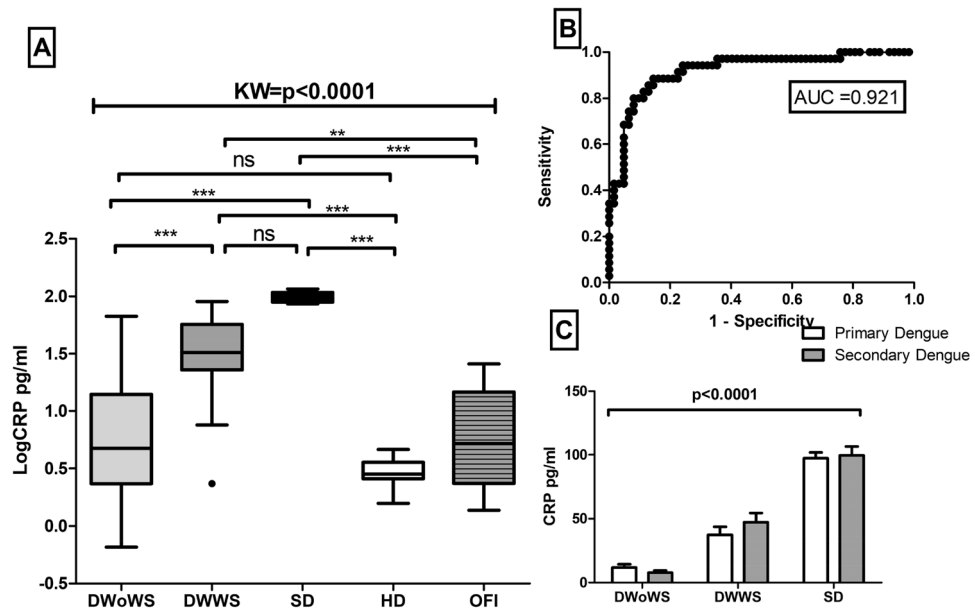 A
KW=p<0.0001
**
***
ns
***
***
***
ns
***
LogCRP pg/ml
2.5
2.0
1.5
1.0
0.5
0.0
-0.5
DWoWS DWWS SD HD OFI
B
AUC =0.921
Sensitivity
1.0
0.8
0.6
0.4
0.2
0.0
0.0 0.2 0.4 0.6 0.8 1.0
1 - Specificity
C
Primary Dengue
Secondary Dengue
p<0.0001
CRP pg/ml
150
100
50
0
DWoWS DWWS SD